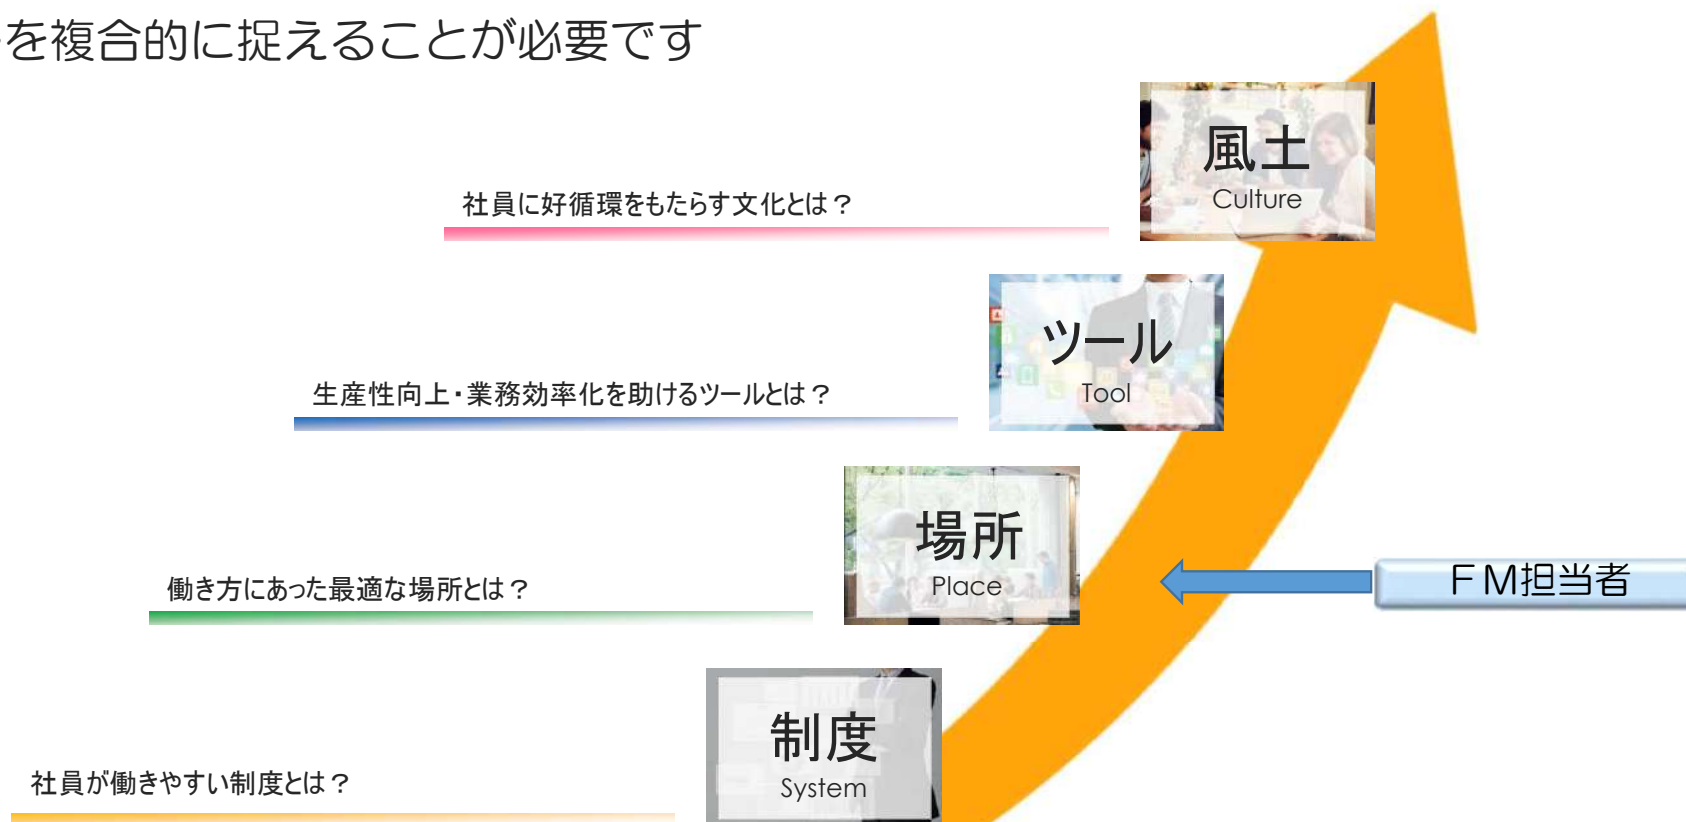 を複合的に捉えることが必要です
風土
Culture
社員に好循環をもたらす文化とは？
ツール
Tool
生産性向上・業務効率化を助けるツールとは？
場所
Place
働き方にあった最適な場所とは？
ＦＭ担当者
制度
System
社員が働きやすい制度とは？